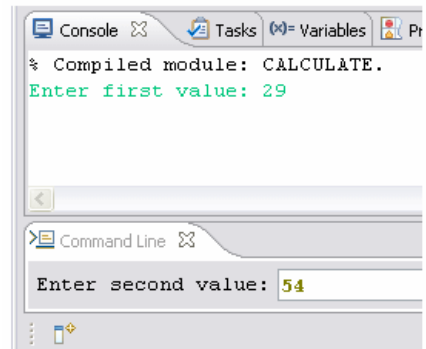 Console Tasks (x)= Variables Pr
% Compiled module: CALCULATE.
Enter first value: 29
Command Line
Enter second value: 54